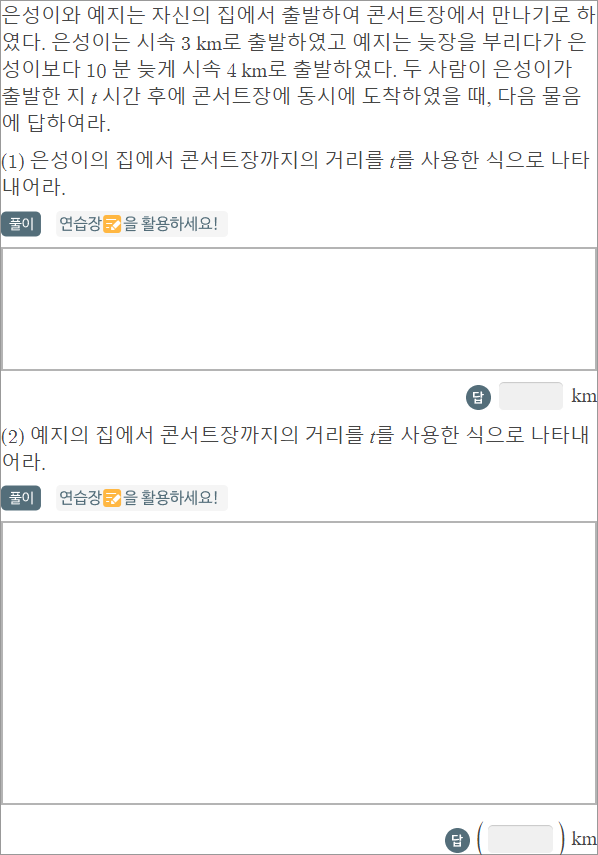 은성이와 예지는 자신의 집에서 출발하여 콘서트장에서 만나기로 하
였다. 은성이는 시속 3 km로 출발하였고 예지는 늦장을 부리다가 은
성이보다 10 분 늦게 시속 4 km로 출발하였다. 두 사람이 은성이가
출발한 지 t 시간 후에 콘서트장에 동시에 도착하였을 때, 다음 물음
에 답하여라.
(1) 은성이의 집에서 콘서트장까지의 거리를 t를 사용한 식으로 나타
내어라.
풀이 연습장을 활용하세요!
답 km
(2) 예지의 집에서 콘서트장까지의 거리를 t를 사용한 식으로 나타내
어라.
풀이 연습장을 활용하세요!
답 ( ) km